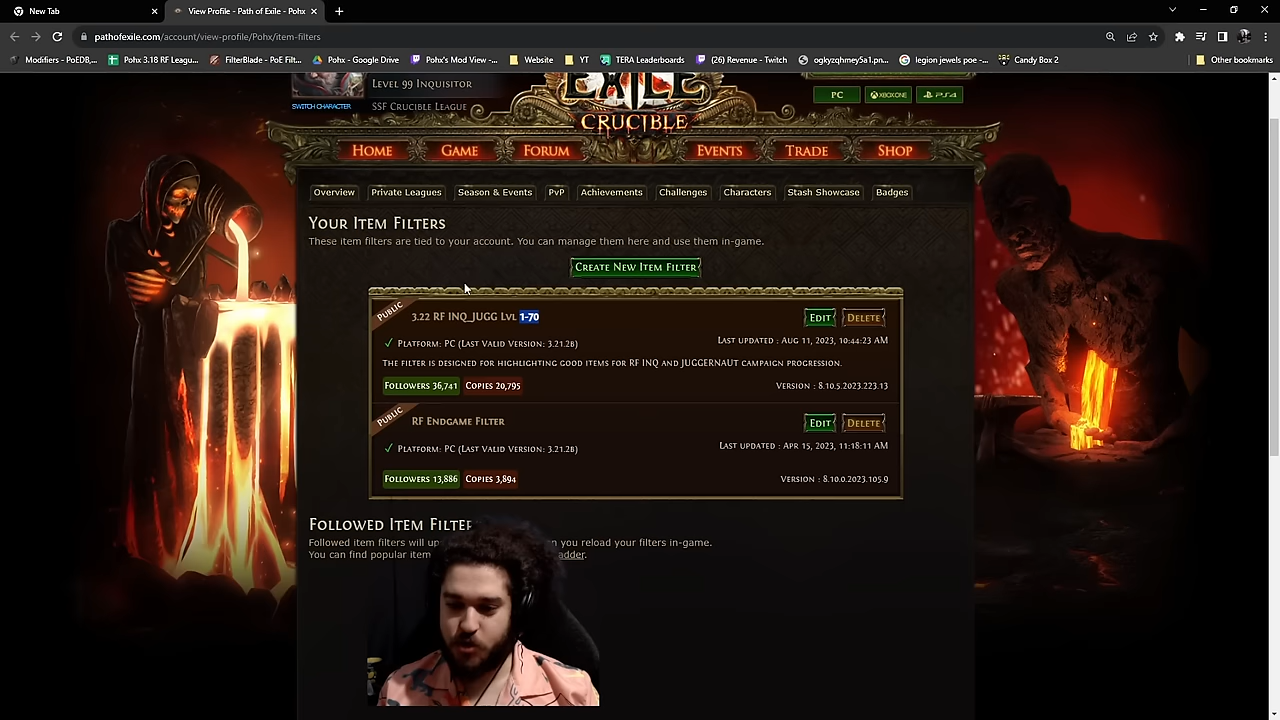 New Tab
View Profile - Path of Exile - Pohx
pathofexile.com/account/view-profile/Pohx/item-filters
Modifiers - PoEDB,...
Pohx 3.18 RF Leagu...
FilterBlade - PoE Filt...
Pohx - Google Drive
Pohx's Mod View -...
Website
YT
TERA Leaderboards
(26) Revenue - Twitch
oglyzqhmey5a1.pn...
legion jewels poe -...
Candy Box 2
Other bookmarks
Level 99 Inquisitor
SWITCH CHARACTER
SSF Crucible League
EXILE
CRUCIBLE
PC
XBOX ONE
PS4
Home
Game
Forum
Events
Trade
Shop
Overview
Private Leagues
Season & Events
PvP
Achievements
Challenges
Characters
Stash Showcase
Badges
Your Item Filters
These item filters are tied to your account. You can manage them here and use them in-game.
Create New Item Filter
PUBLIC
3.22 RF INQ_JUGG Lvl 1-70
Edit
Delete
Platform: PC (Last Valid Version: 3.21.2b)
Last updated : Aug 11, 2023, 10:44:23 AM
The filter is designed for highlighting good items for RF INQ and JUGGERNAUT campaign progression.
Followers 36,741
Copies 20,795
Version : 8.10.5.2023.223.13
PUBLIC
RF Endgame Filter
Edit
Delete
Platform: PC (Last Valid Version: 3.21.2b)
Last updated : Apr 15, 2023, 11:18:11 AM
Followers 13,886
Copies 3,894
Version : 8.10.0.2023.105.9
Followed Item Filter
Followed item filters will up
n you reload your filters in-game.
You can find popular item
adder.